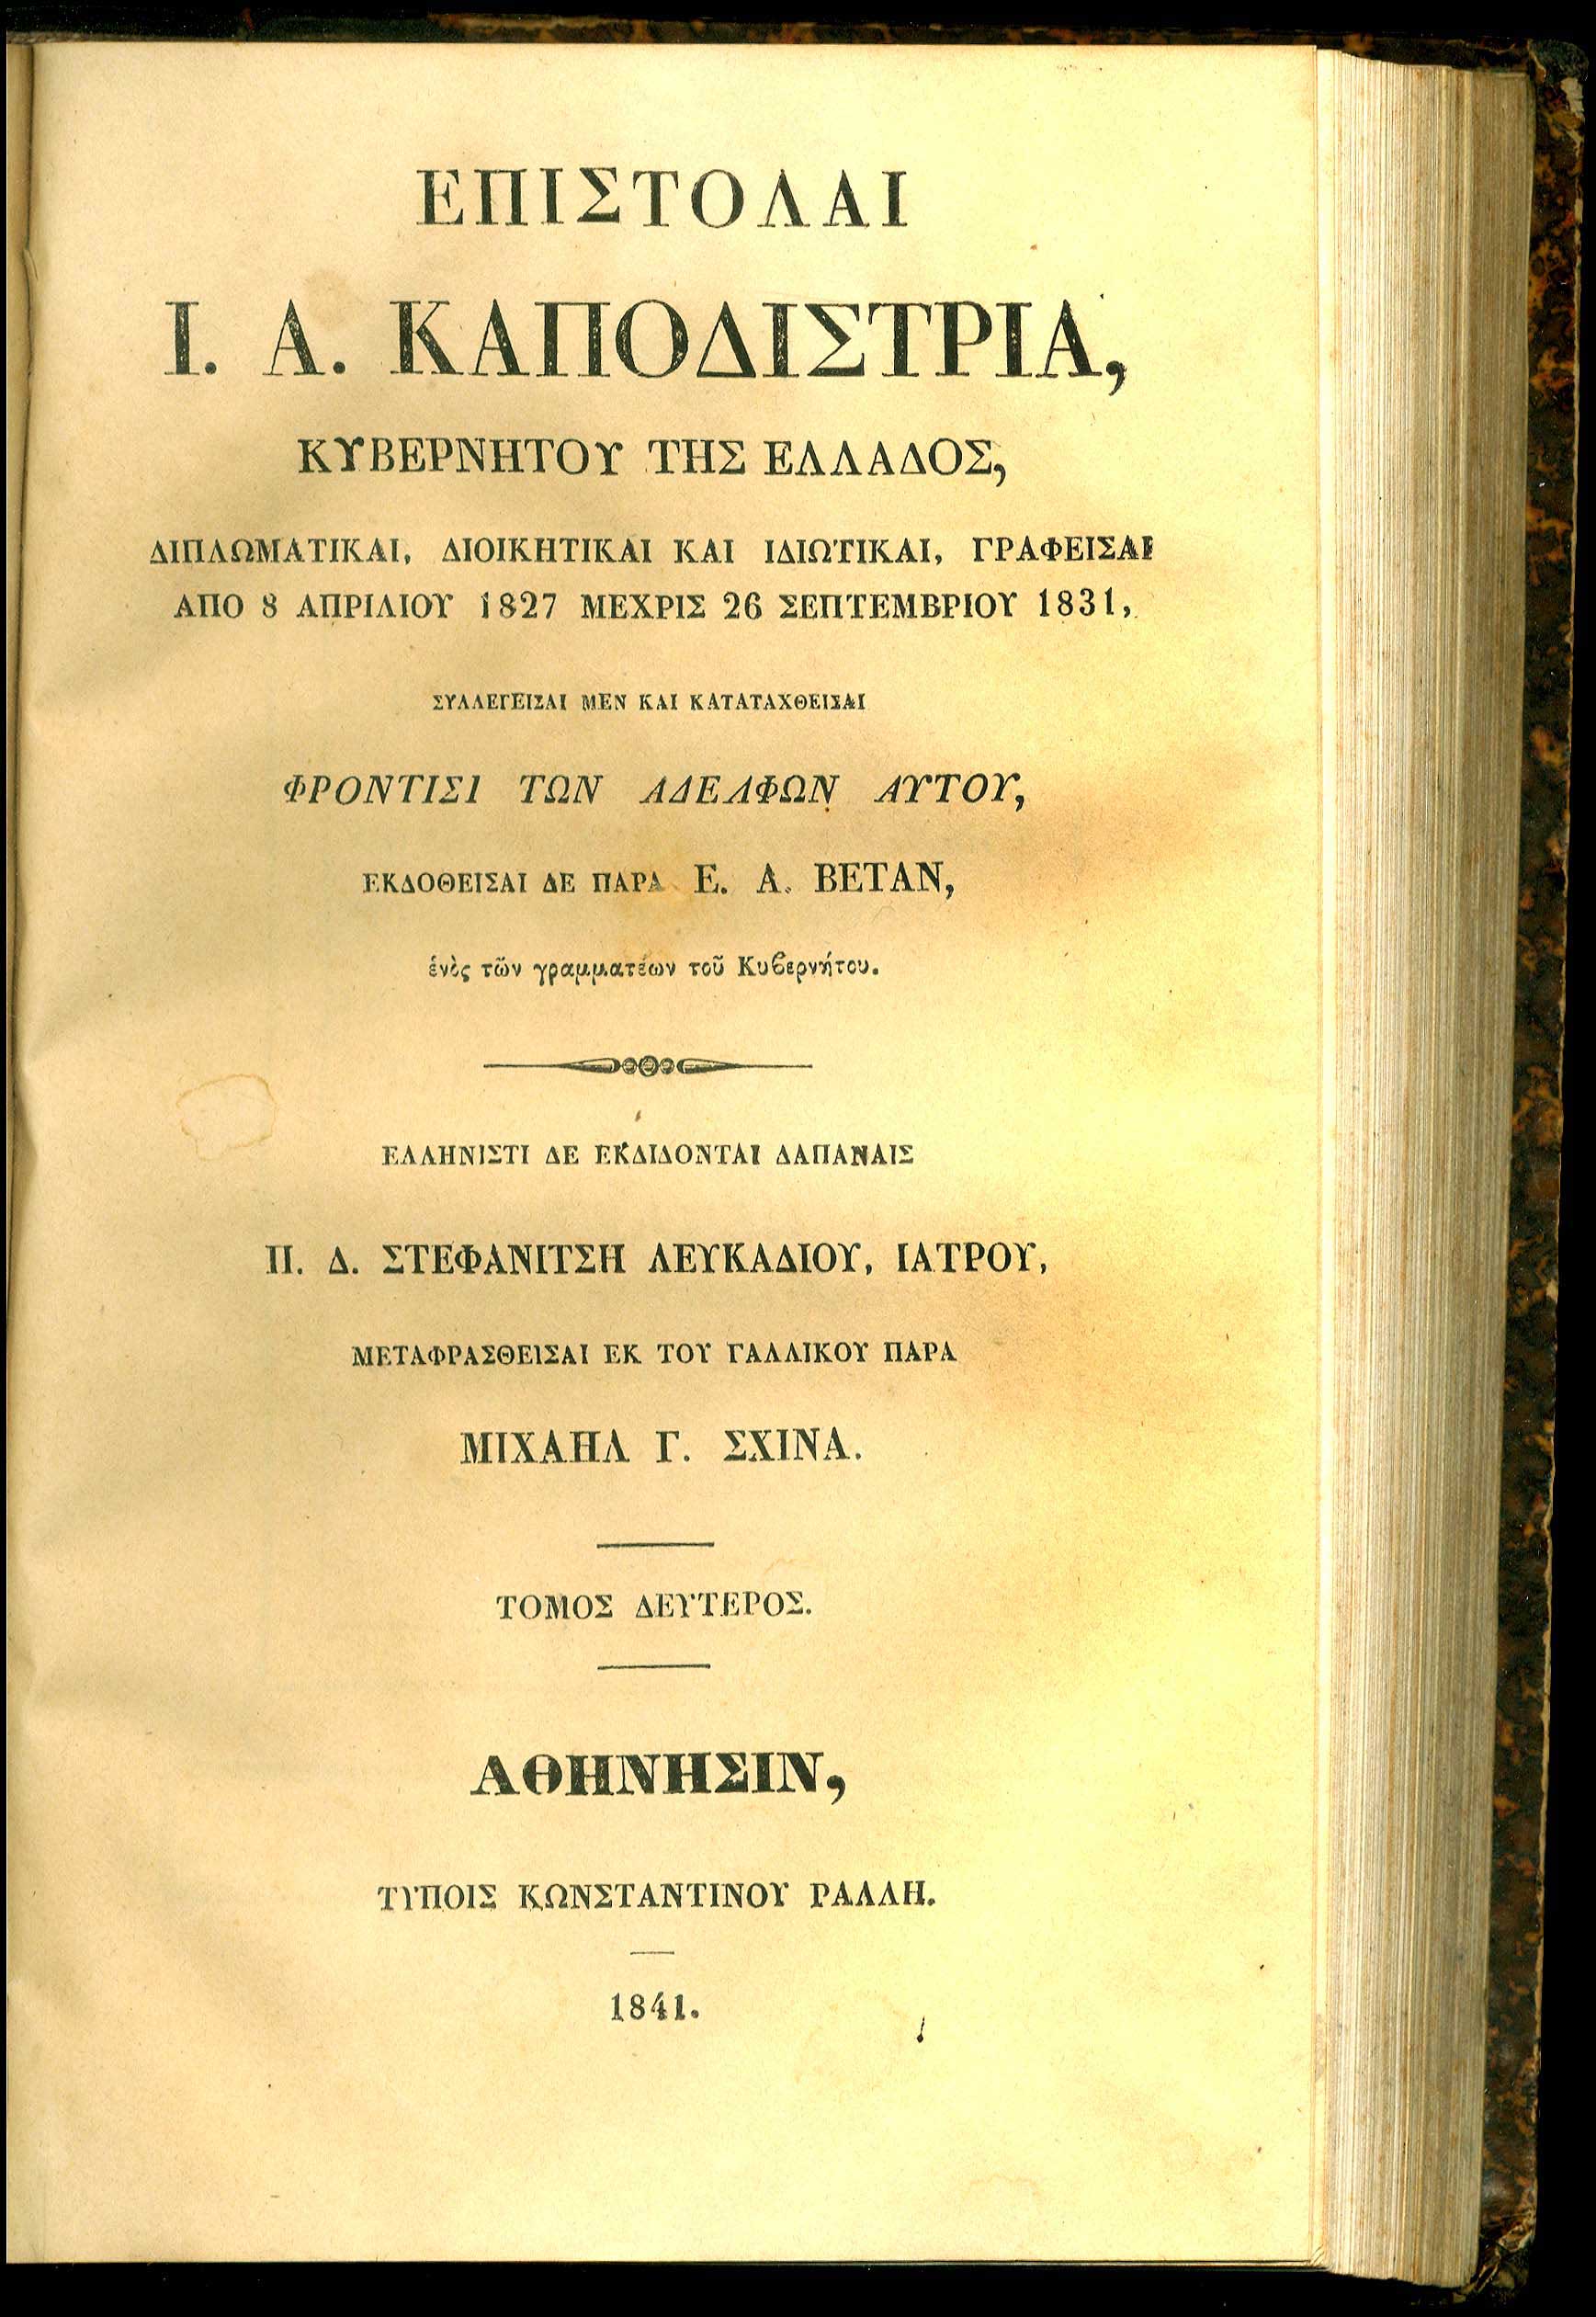 ΕΠΙΣΤΟΛΑΙ
Ι. Α. ΚΑΠΟΔΙΣΤΡΙΑ,
ΚΥΒΕΡΝΗΤΟΥ ΤΗΣ ΕΛΛΑΔΟΣ,
ΔΙΠΛΩΜΑΤΙΚΑΙ, ΔΙΟΙΚΗΤΙΚΑΙ ΚΑΙ ΙΔΙΩΤΙΚΑΙ, ΓΡΑΦΕΙΣΑΙ
ΑΠΟ 8 ΑΠΡΙΛΙΟΥ 1827 ΜΕΧΡΙΣ 26 ΣΕΠΤΕΜΒΡΙΟΥ 1831,
ΣΥΛΛΕΓΕΙΣΑΙ ΜΕΝ ΚΑΙ ΚΑΤΑΤΑΧΘΕΙΣΑΙ
ΦΡΟΝΤΙΣΙ ΤΩΝ ΑΔΕΛΦΩΝ ΑΥΤΟΥ,
ΕΚΔΟΘΕΙΣΑΙ ΔΕ ΠΑΡΑ Ε. Α. ΒΕΤΑΝ,
ἑνὸς τῶν γραμματέων τοῦ Κυϐερνήτου.
ΕΛΛΗΝΙΣΤΙ ΔΕ ΕΚΔΙΔΟΝΤΑΙ ΔΑΠΑΝΑΙΣ
Π. Δ. ΣΤΕΦΑΝΙΤΣΗ ΛΕΥΚΑΔΙΟΥ, ΙΑΤΡΟΥ,
ΜΕΤΑΦΡΑΣΘΕΙΣΑΙ ΕΚ ΤΟΥ ΓΑΛΛΙΚΟΥ ΠΑΡΑ
ΜΙΧΑΗΛ Γ. ΣΧΙΝΑ.
ΤΟΜΟΣ ΔΕΥΤΕΡΟΣ.
ΑΘΗΝΗΣΙΝ,
ΤΥΠΟΙΣ ΚΩΝΣΤΑΝΤΙΝΟΥ ΡΑΛΛΗ.
1841.